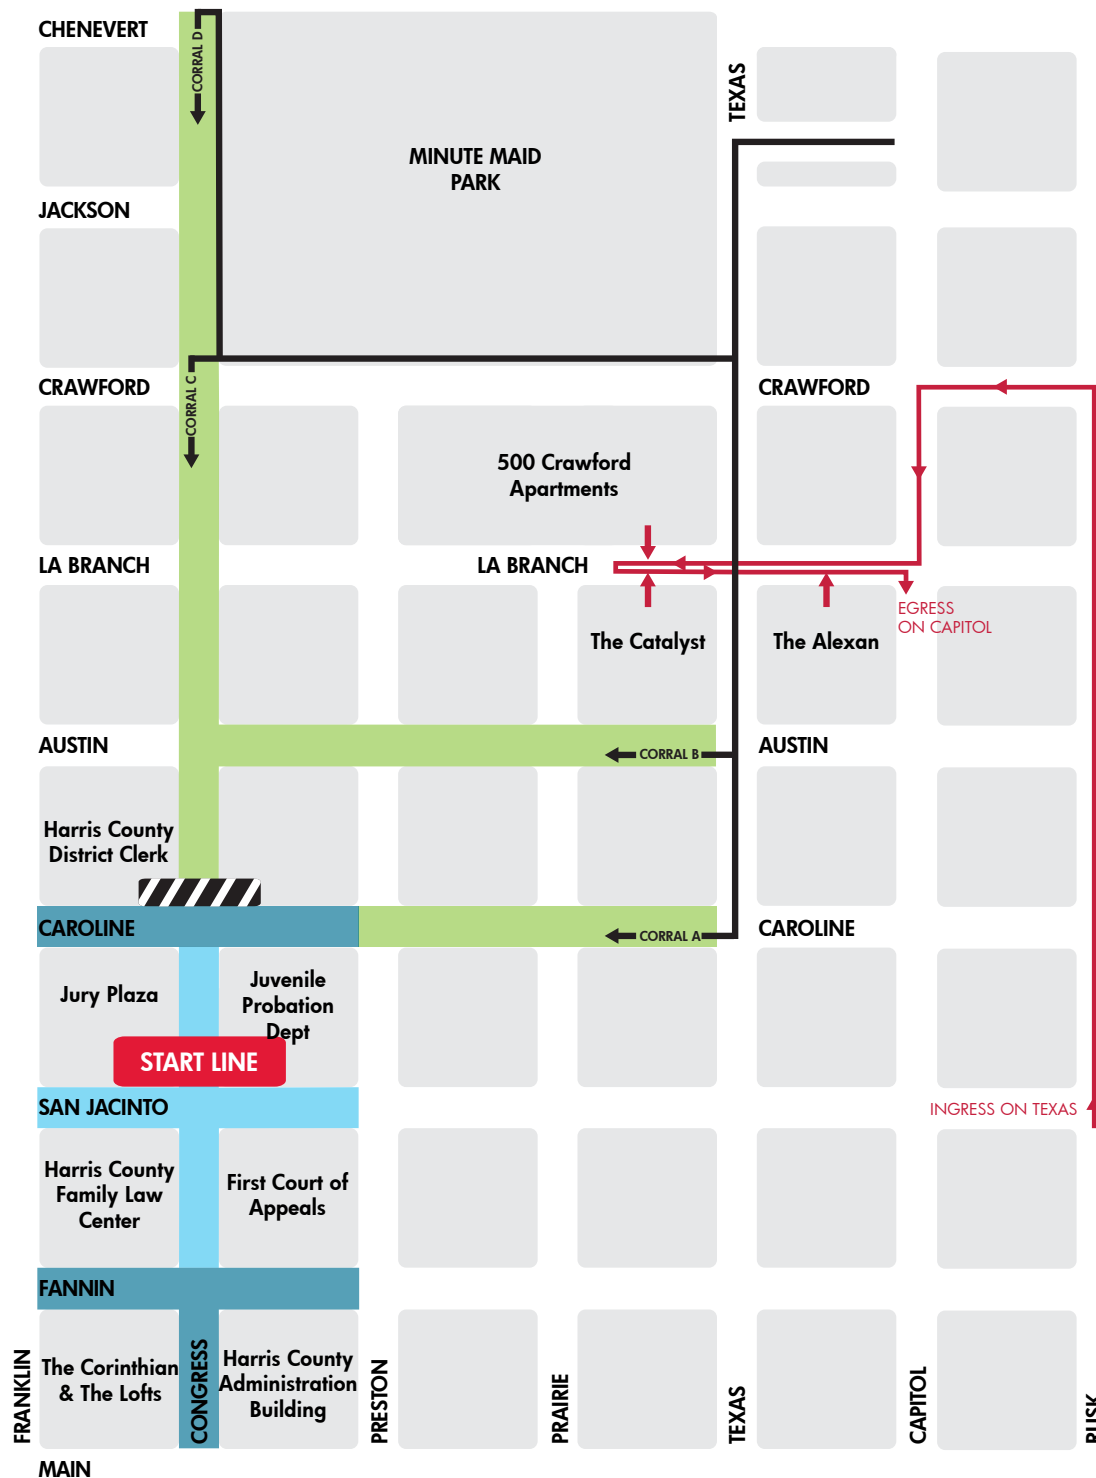 CHENEVERT
CORRAL D
TEXAS
MINUTE MAID
PARK
JACKSON
CORRAL C
CRAWFORD
CRAWFORD
500 Crawford
Apartments
LA BRANCH
LA BRANCH
EGRESS
ON CAPITOL
The Catalyst
The Alexan
AUSTIN
CORRAL B
AUSTIN
Harris County
District Clerk
CAROLINE
CORRAL A
CAROLINE
Jury Plaza
Juvenile
Probation
Dept
START LINE
SAN JACINTO
INGRESS ON TEXAS
Harris County
Family Law
Center
First Court of
Appeals
FANNIN
FRANKLIN
The Corinthian
& The Lofts
CONGRESS
Harris County
Administration
Building
PRESTON
PRAIRIE
TEXAS
CAPITOL
RUSK
MAIN